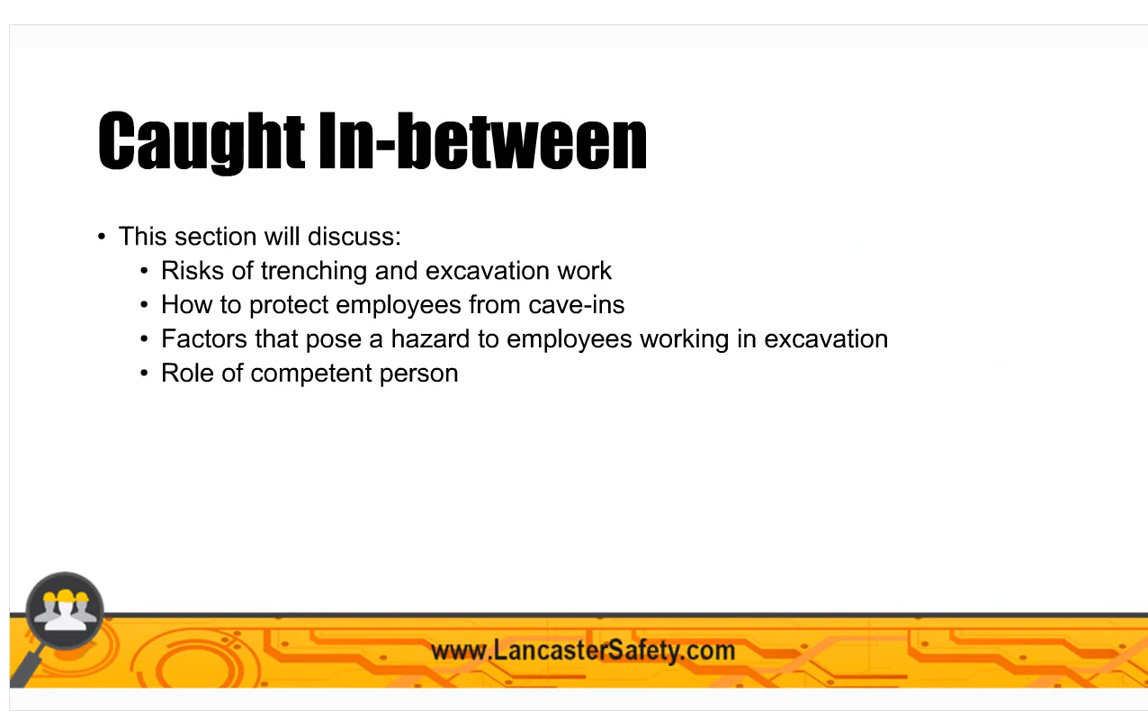 Caught In-between
• This section will discuss:
• Risks of trenching and excavation work
• How to protect employees from cave-ins
• Factors that pose a hazard to employees working in excavation
• Role of competent person
www.LancasterSafety.com